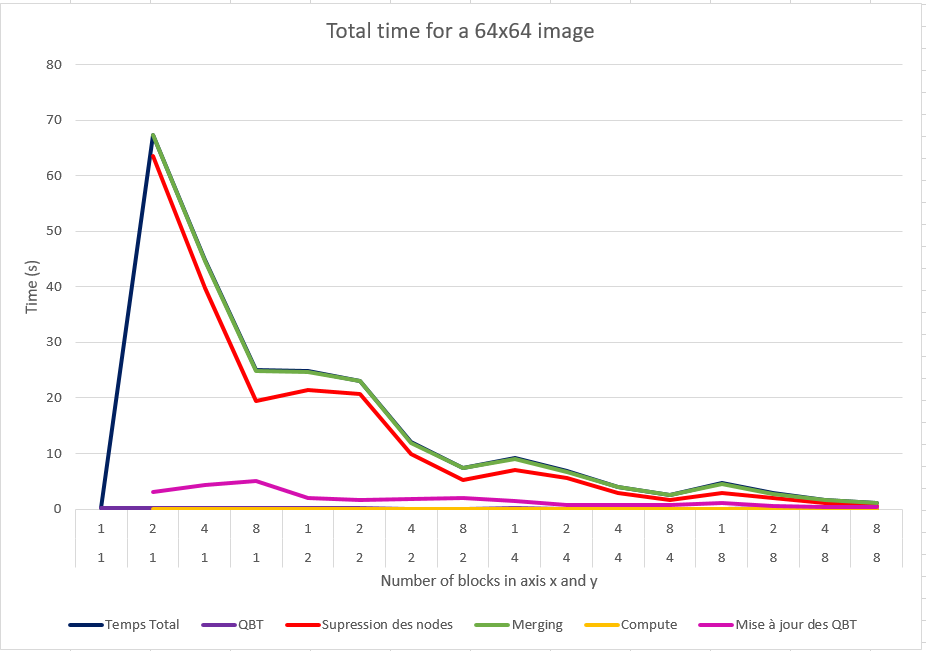 Total time for a 64x64 image
80
70
60
50
40
30
20
10
0
Time (s)
1 2 4 8 1 2 4 8 1 2 4 8 1 2 4 8
1 1 1 1 2 2 2 2 4 4 4 4 8 8 8 8
Number of blocks in axis x and y
Temps Total QBT Supression des nodes Merging Compute Mise à jour des QBT